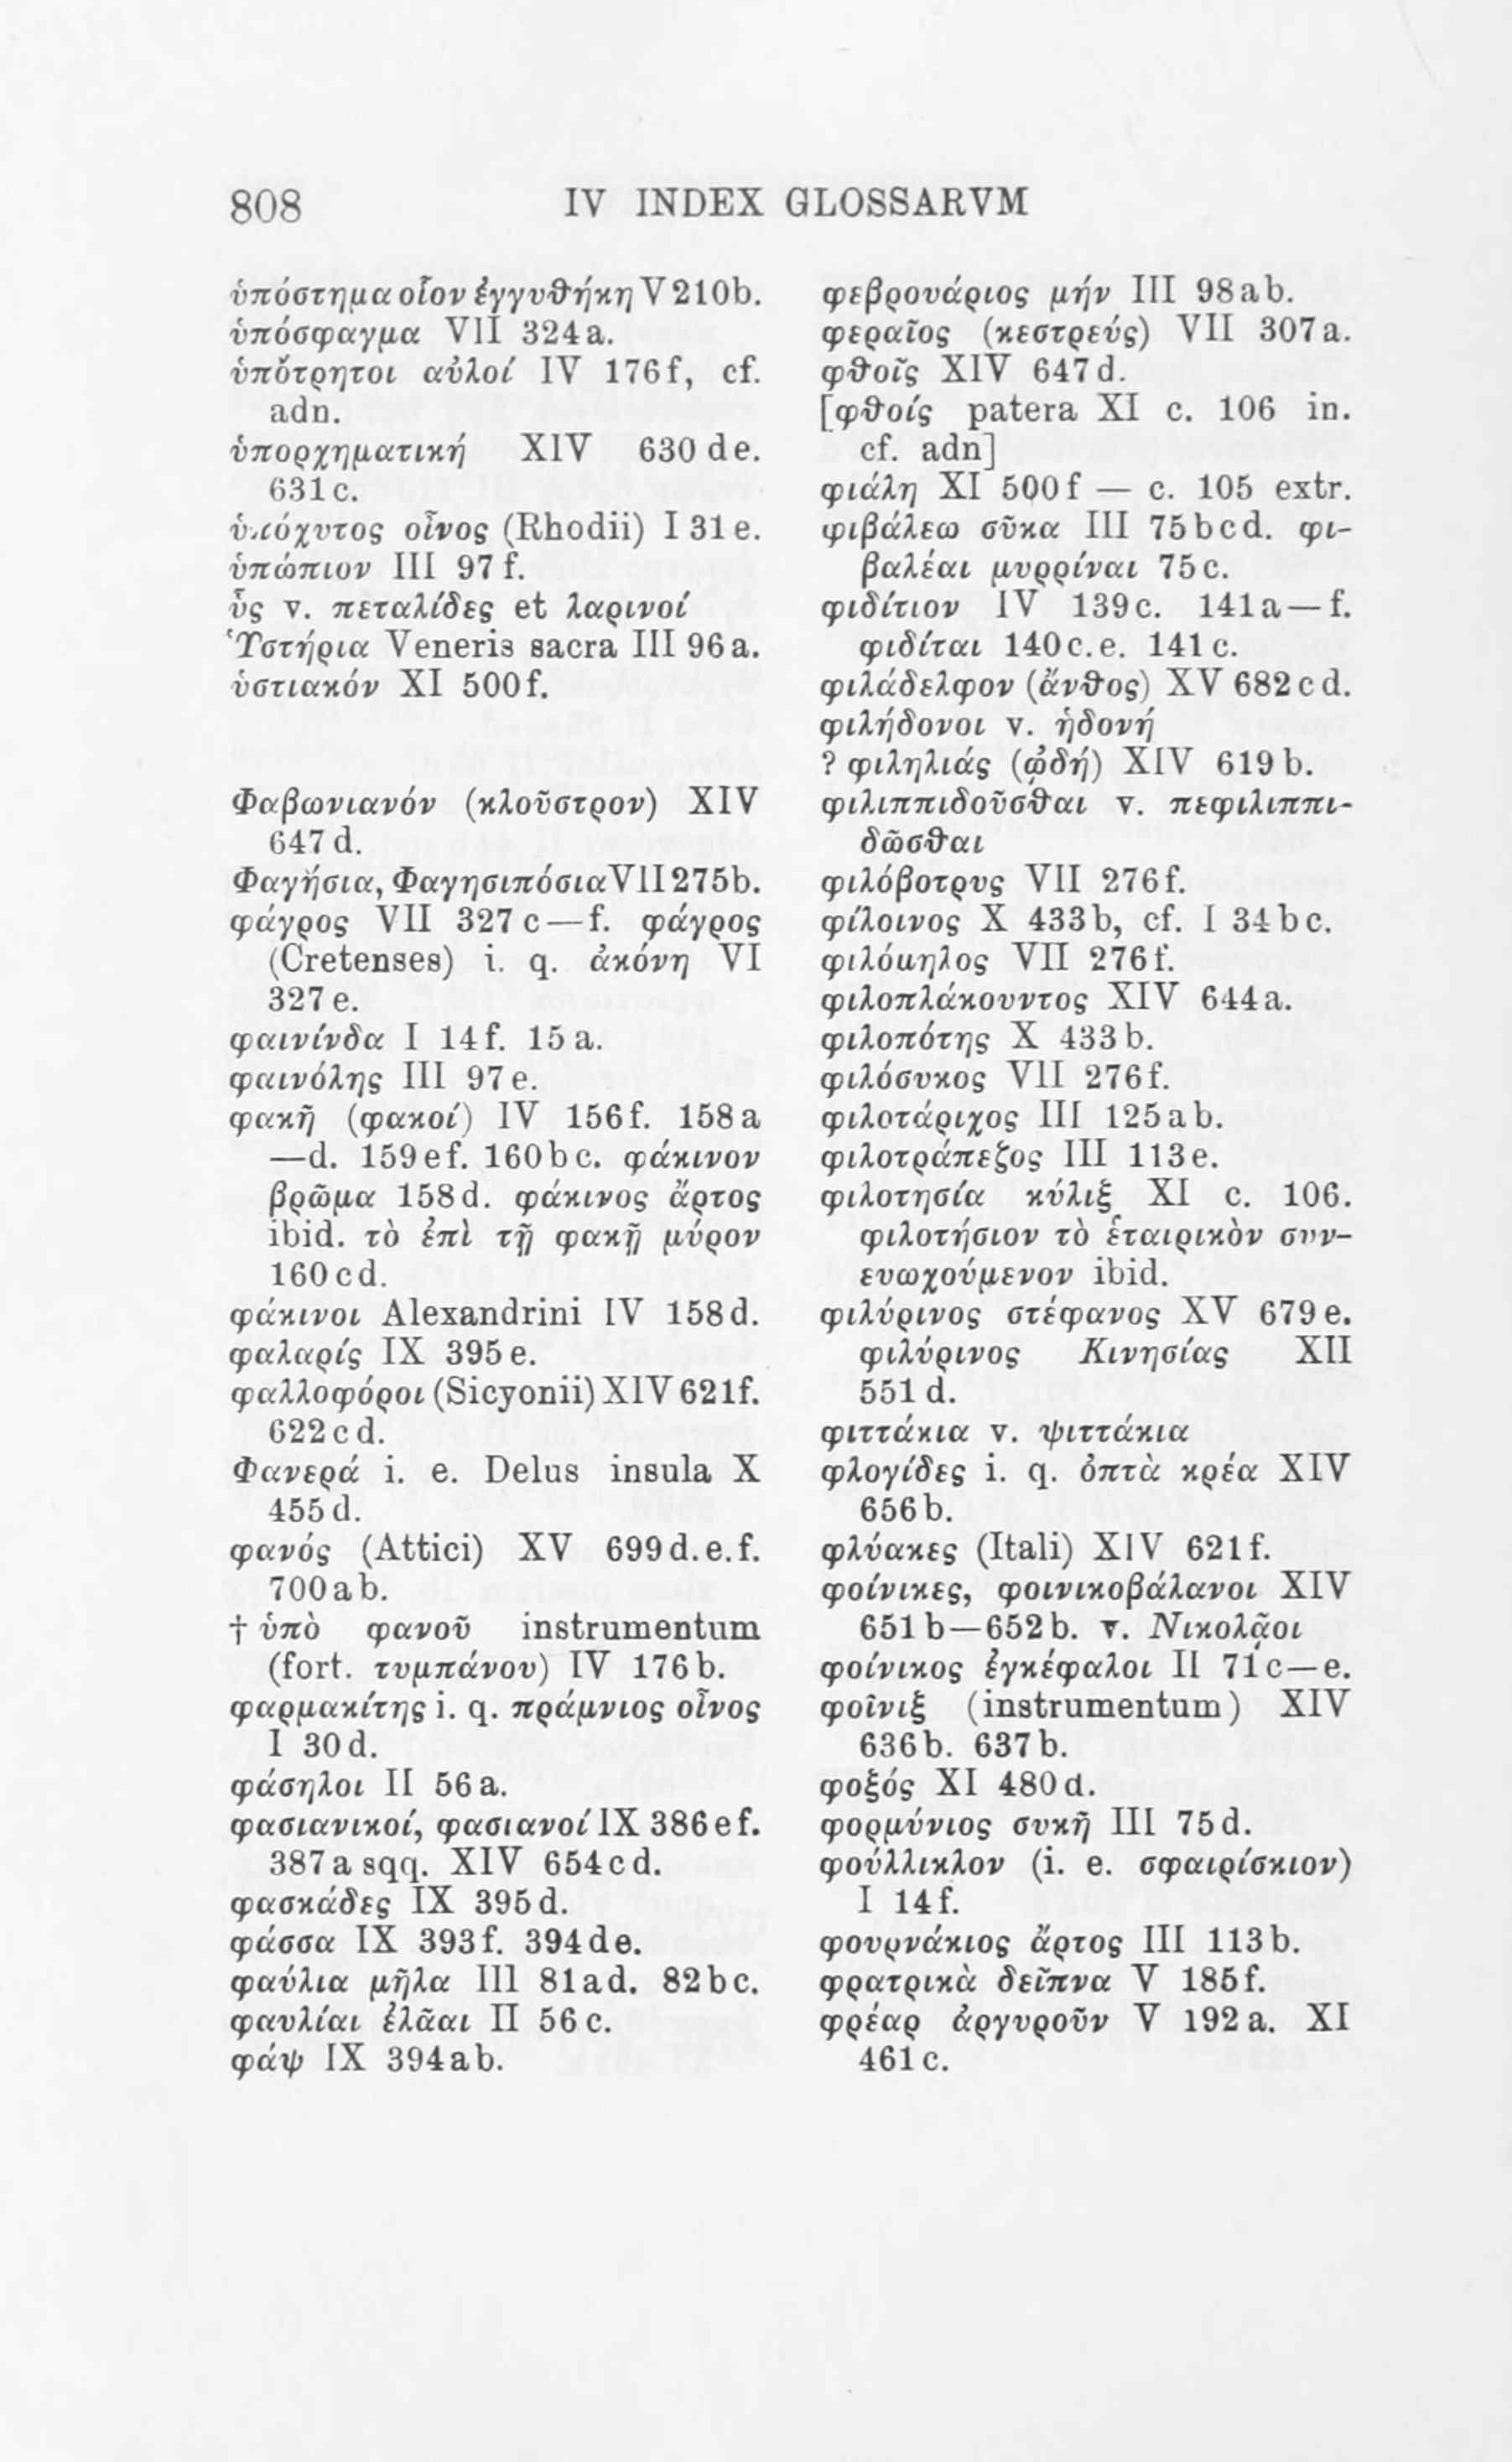 808 IV INDEX GLOSSARVM
ὑπόστημα οἷον ἐγγυθήκη V 210b.
ὑπόσφαγμα VII 324a.
ὑπότρητοι αὐλοί IV 176f, cf.
adn.
ὑπορχηματική XIV 630de.
631c.
ὑπόχυτος οἶνος (Rhodii) I 31e.
ὑπώπιον III 97f.
ὗς v. πεταλίδες et λαρινοί
Ὑστήρια Veneris sacra III 96a.
ὑστιακόν XI 500f.
Φαβωνιανόν (κλοῦστρον) XIV
647d.
Φαγήσια, Φαγησιπόσια VII 275b.
φάγρος VII 327c—f. φάγρος
(Cretenses) i. q. ἀκόνη VI
327e.
φαινίνδα I 14f. 15a.
φαινόλης III 97e.
φακῆ (φακοί) IV 156f. 158a
—d. 159ef. 160bc. φάκινον
βρῶμα 158d. φάκινος ἄρτος
ibid. τὸ ἐπὶ τῇ φακῇ μύρον
160cd.
φάκινοι Alexandrini IV 158d.
φαλαρίς IX 395e.
φαλλοφόροι (Sicyonii) XIV 621f.
622cd.
Φανερά i. e. Delus insula X
455d.
φανός (Attici) XV 699d.e.f.
700ab.
† ὑπὸ φανοῦ instrumentum
(fort. τυμπάνου) IV 176b.
φαρμακίτης i. q. πράμνιος οἶνος
I 30d.
φάσηλοι II 56a.
φασιανικοί, φασιανοί IX 386ef.
387a sqq. XIV 654cd.
φασκάδες IX 395d.
φάσσα IX 393f. 394de.
φαύλια μῆλα III 81ad. 82bc.
φαυλίαι ἐλᾶαι II 56c.
φάψ IX 394ab.
φεβρουάριος μήν III 98ab.
φεραῖος (κεστρεύς) VII 307a.
φθοῖς XIV 647d.
[φθοίς patera XI c. 106 in.
cf. adn]
φιάλη XI 500f — c. 105 extr.
φιβάλεω σῦκα III 75bcd. φι-
βαλέαι μυρρίναι 75c.
φιδίτιον IV 139c. 141a—f.
φιδίται 140c.e. 141c.
φιλάδελφον (ἄνθος) XV 682cd.
φιλήδονοι v. ἡδονή
? φιληλιάς (ᾠδή) XIV 619b.
φιλιππιδοῦσθαι v. πεφιλιππι-
δῶσθαι
φιλόβοτρυς VII 276f.
φίλοινος X 433b, cf. I 34bc.
φιλόμηλος VII 276f.
φιλοπλάκουντος XIV 644a.
φιλοπότης X 433b.
φιλόσυκος VII 276f.
φιλοτάριχος III 125ab.
φιλοτράπεζος III 113e.
φιλοτησία κύλιξ XI c. 106.
φιλοτήσιον τὸ ἑταιρικὸν συν-
ευωχούμενον ibid.
φιλύρινος στέφανος XV 679e.
φιλύρινος Κινησίας XII
551d.
φιττάκια v. ψιττάκια
φλογίδες i. q. ὀπτὰ κρέα XIV
656b.
φλύακες (Itali) XIV 621f.
φοίνικες, φοινικοβάλανοι XIV
651b—652b. v. Νικολᾷοι
φοίνικος ἐγκέφαλοι II 71c—e.
φοῖνιξ (instrumentum) XIV
636b. 637b.
φοξός XI 480d.
φορμύνιος συκῆ III 75d.
φούλλικλον (i. e. σφαιρίσκιον)
I 14f.
φουρνάκιος ἄρτος III 113b.
φρατρικὰ δεῖπνα V 185f.
φρέαρ ἀργυροῦν V 192a. XI
461c.